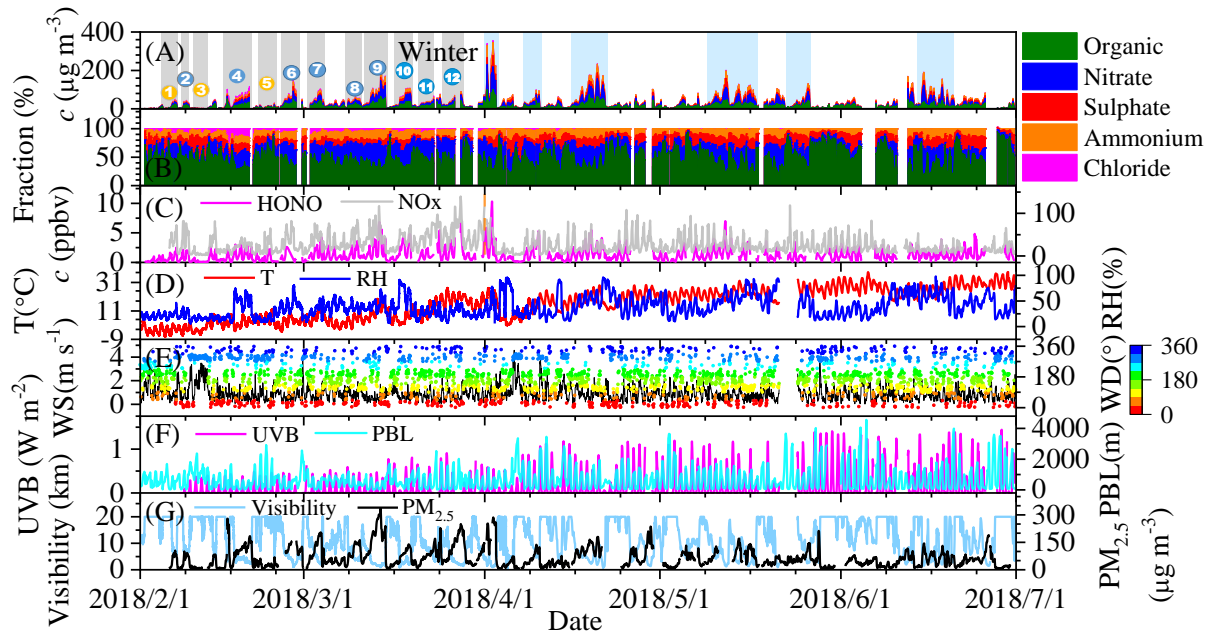 (A)
Winter
400
200
0
c (μg m⁻³)
1 2 3 4 5 6 7 8 9 10 11 12
Organic
Nitrate
Sulphate
Ammonium
Chloride
(B)
100
50
0
Fraction (%)
(C)
HONO
NOx
10
5
0
c (ppbv)
100
0
(D)
T
RH
31
11
-9
T(°C)
100
50
0
RH(%)
(E)
4
2
0
WS(m s⁻¹)
360
180
0
WD(°)
360
180
0
(F)
UVB
PBL
1
0
UVB (W m⁻²)
4000
2000
0
PBL(m)
(G)
Visibility
PM₂.₅
20
10
0
Visibility (km)
300
150
0
PM₂.₅
(μg m⁻³)
2018/2/1 2018/3/1 2018/4/1 2018/5/1 2018/6/1 2018/7/1
Date